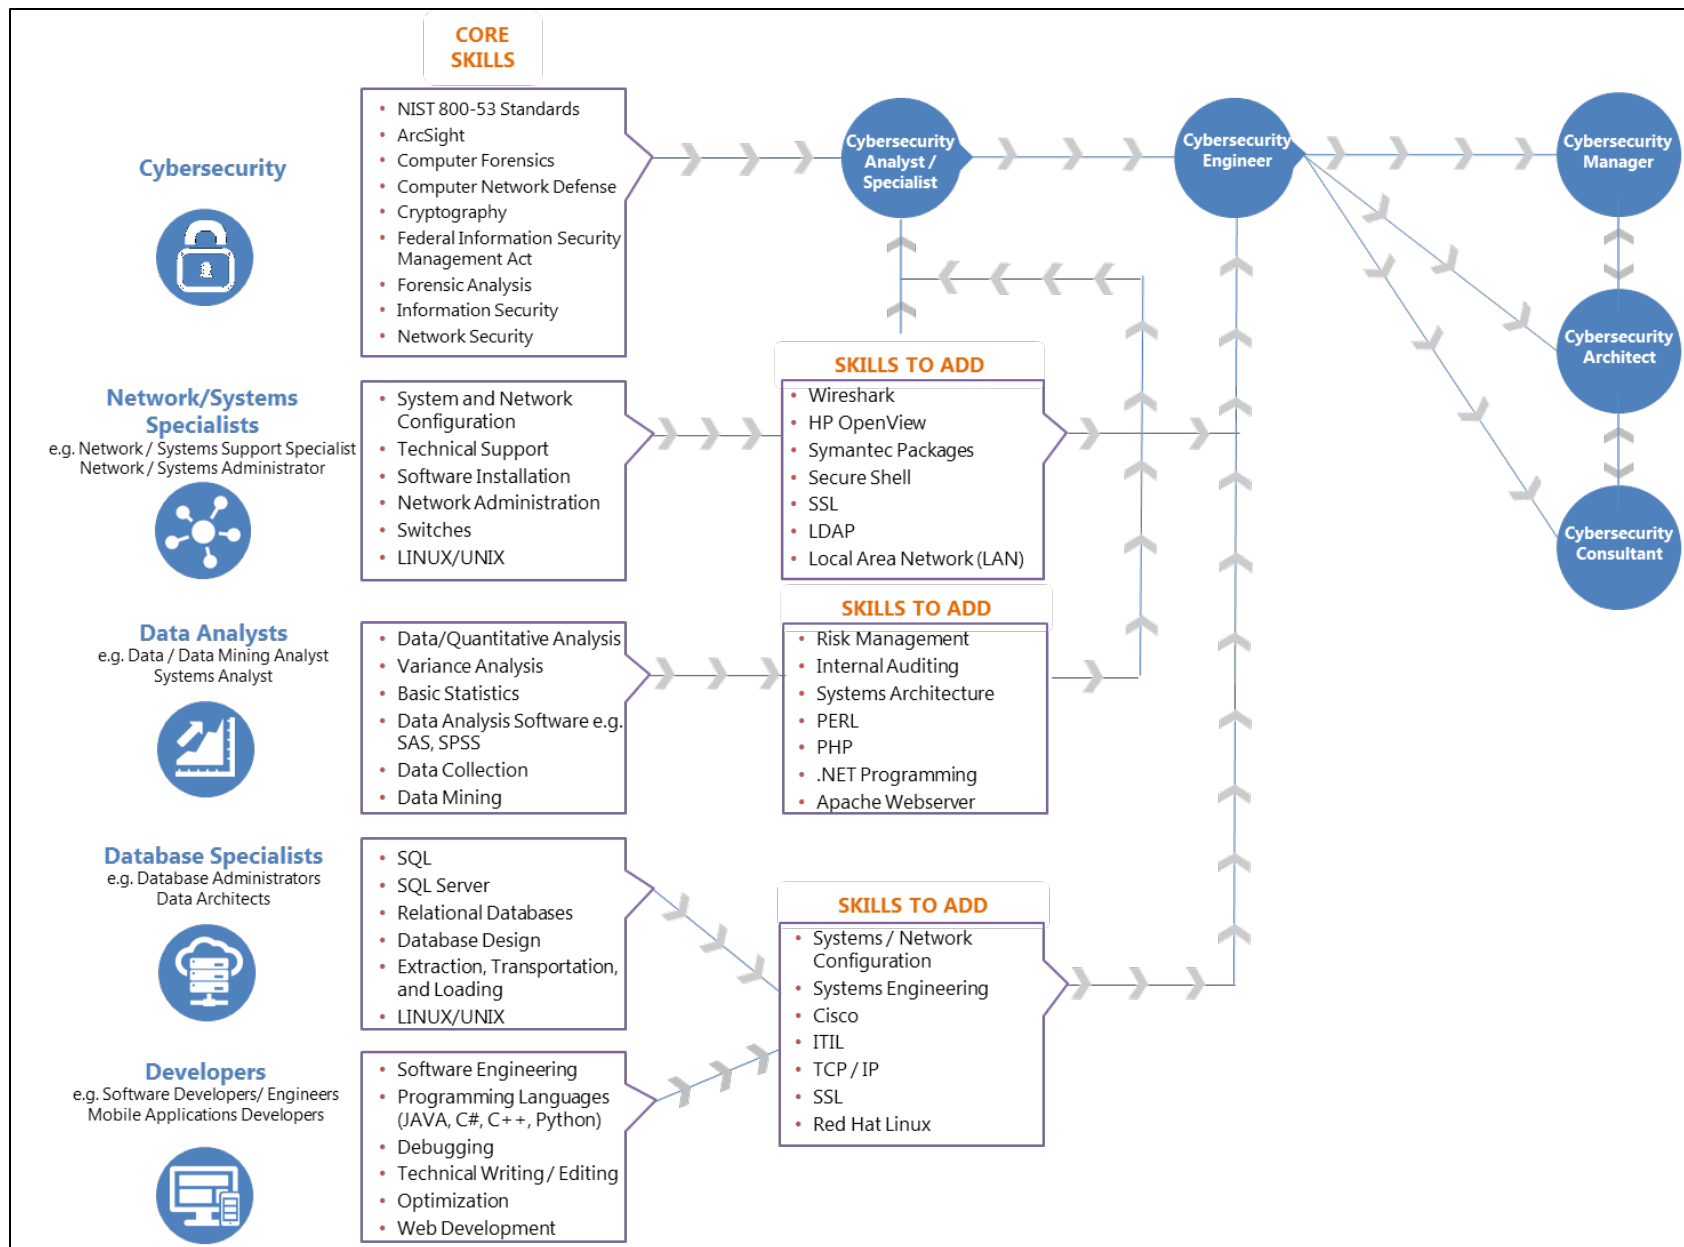 CORE
SKILLS
Cybersecurity
• NIST 800-53 Standards
• ArcSight
• Computer Forensics
• Computer Network Defense
• Cryptography
• Federal Information Security
Management Act
• Forensic Analysis
• Information Security
• Network Security
Cybersecurity
Analyst /
Specialist
Cybersecurity
Engineer
Cybersecurity
Manager
Cybersecurity
Architect
Cybersecurity
Consultant
Network/Systems
Specialists
e.g. Network / Systems Support Specialist
Network / Systems Administrator
• System and Network
Configuration
• Technical Support
• Software Installation
• Network Administration
• Switches
• LINUX/UNIX
SKILLS TO ADD
• Wireshark
• HP OpenView
• Symantec Packages
• Secure Shell
• SSL
• LDAP
• Local Area Network (LAN)
Data Analysts
e.g. Data / Data Mining Analyst
Systems Analyst
• Data/Quantitative Analysis
• Variance Analysis
• Basic Statistics
• Data Analysis Software e.g.
SAS, SPSS
• Data Collection
• Data Mining
SKILLS TO ADD
• Risk Management
• Internal Auditing
• Systems Architecture
• PERL
• PHP
• .NET Programming
• Apache Webserver
Database Specialists
e.g. Database Administrators
Data Architects
• SQL
• SQL Server
• Relational Databases
• Database Design
• Extraction, Transportation,
and Loading
• LINUX/UNIX
Developers
e.g. Software Developers/ Engineers
Mobile Applications Developers
• Software Engineering
• Programming Languages
(JAVA, C#, C++, Python)
• Debugging
• Technical Writing / Editing
• Optimization
• Web Development
SKILLS TO ADD
• Systems / Network
Configuration
• Systems Engineering
• Cisco
• ITIL
• TCP / IP
• SSL
• Red Hat Linux